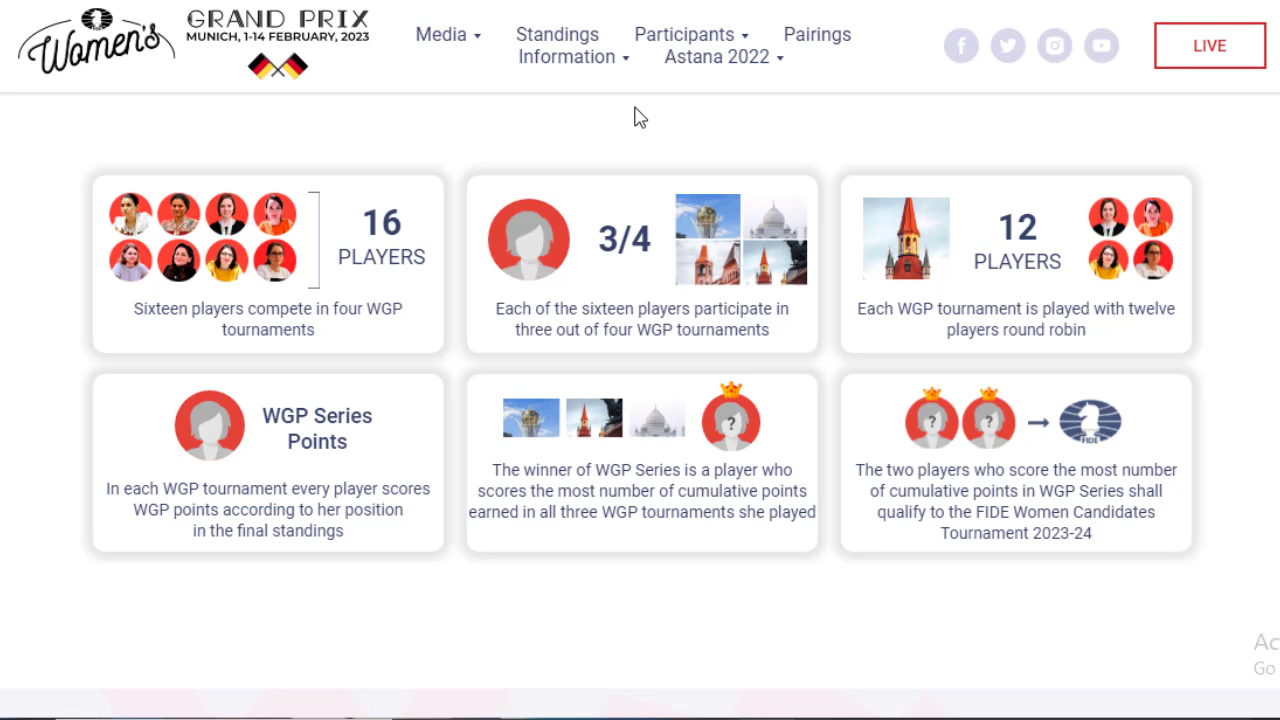 Women's
GRAND PRIX
MUNICH, 1-14 FEBRUARY, 2023
Media
Standings
Participants
Pairings
Information
Astana 2022
LIVE
16
PLAYERS
Sixteen players compete in four WGP
tournaments
3/4
Each of the sixteen players participate in
three out of four WGP tournaments
12
PLAYERS
Each WGP tournament is played with twelve
players round robin
WGP Series
Points
In each WGP tournament every player scores
WGP points according to her position
in the final standings
?
The winner of WGP Series is a player who
scores the most number of cumulative points
earned in all three WGP tournaments she played
? ?
FIDE
The two players who score the most number
of cumulative points in WGP Series shall
qualify to the FIDE Women Candidates
Tournament 2023-24
Ac
Go